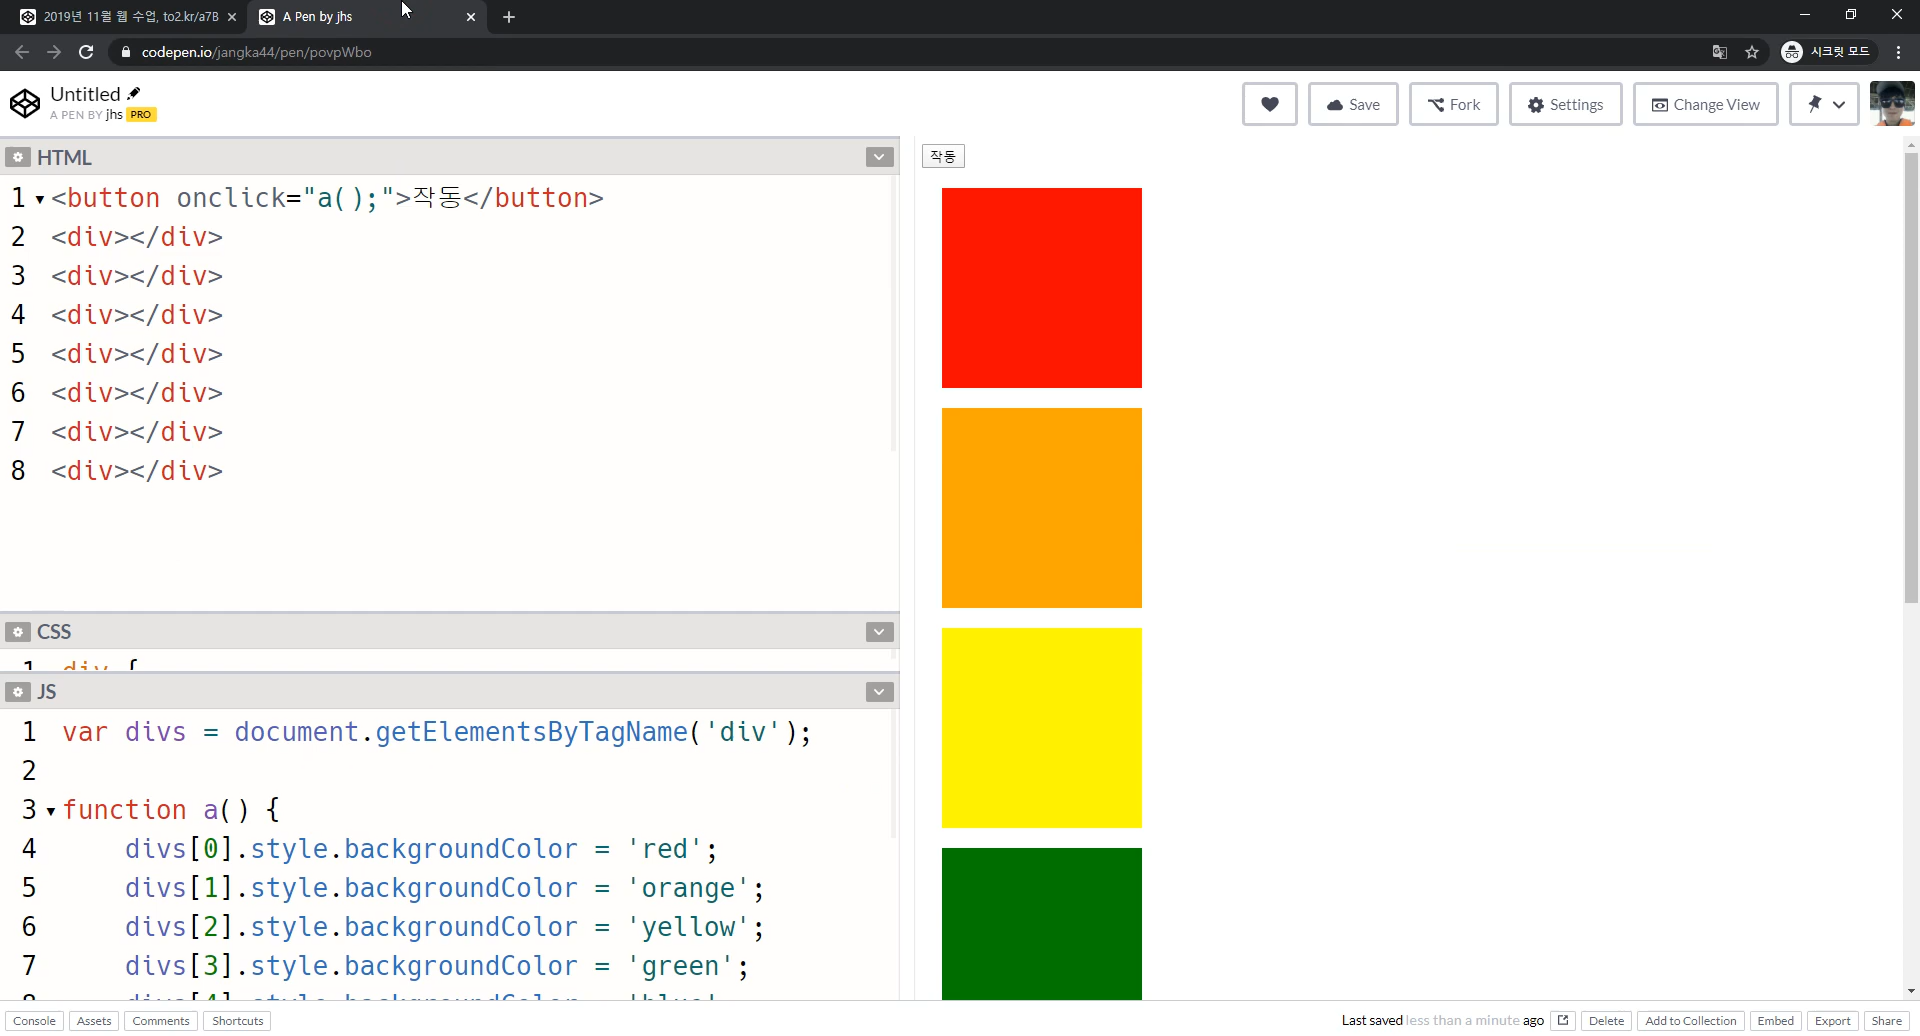 2019년 11월 웹 수업, to2.kr/a7B
A Pen by jhs
codepen.io/jangka44/pen/povpWbo
시크릿 모드
Untitled
A PEN BY jhs PRO
Save
Fork
Settings
Change View
HTML
1 <button onclick="a();">작동</button>
2 <div></div>
3 <div></div>
4 <div></div>
5 <div></div>
6 <div></div>
7 <div></div>
8 <div></div>
CSS
1 div {
JS
1 var divs = document.getElementsByTagName('div');
2
3 function a() {
4 divs[0].style.backgroundColor = 'red';
5 divs[1].style.backgroundColor = 'orange';
6 divs[2].style.backgroundColor = 'yellow';
7 divs[3].style.backgroundColor = 'green';
작동
Console
Assets
Comments
Shortcuts
Last saved less than a minute ago
Delete
Add to Collection
Embed
Export
Share